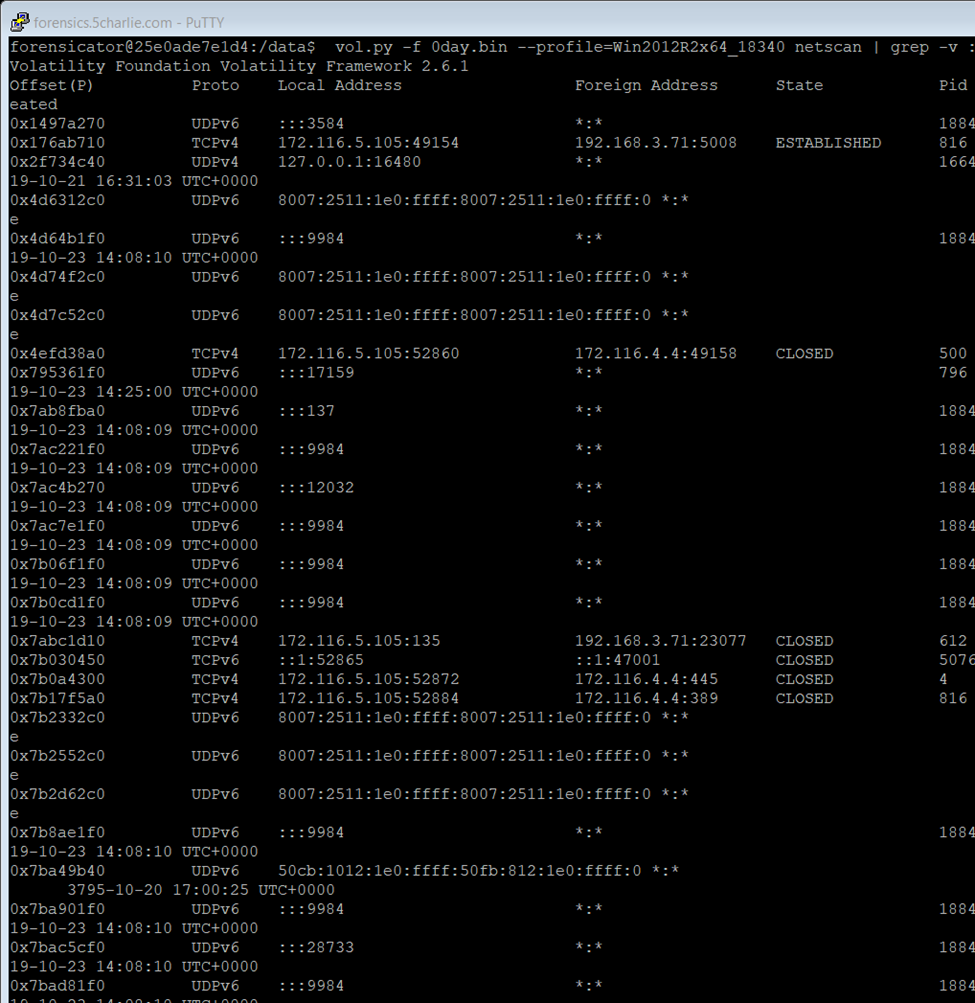 forensics.5charlie.com - PuTTY
forensicator@25e0ade7e1d4:/data$  vol.py -f 0day.bin --profile=Win2012R2x64_18340 netscan | grep -v :
Volatility Foundation Volatility Framework 2.6.1
Offset(P)          Proto    Local Address                  Foreign Address      State            Pid
eated
0x1497a270         UDPv6    :::3584                        *:*                                   1884
0x176ab710         TCPv4    172.116.5.105:49154            192.168.3.71:5008    ESTABLISHED      816
0x2f734c40         UDPv4    127.0.0.1:16480                *:*                                   1664
19-10-21 16:31:03 UTC+0000
0x4d6312c0         UDPv6    8007:2511:1e0:ffff:8007:2511:1e0:ffff:0 *:*
e
0x4d64b1f0         UDPv6    :::9984                        *:*                                   1884
19-10-23 14:08:10 UTC+0000
0x4d74f2c0         UDPv6    8007:2511:1e0:ffff:8007:2511:1e0:ffff:0 *:*
e
0x4d7c52c0         UDPv6    8007:2511:1e0:ffff:8007:2511:1e0:ffff:0 *:*
e
0x4efd38a0         TCPv4    172.116.5.105:52860            172.116.4.4:49158    CLOSED           500
0x795361f0         UDPv6    :::17159                       *:*                                   796
19-10-23 14:25:00 UTC+0000
0x7ab8fba0         UDPv6    :::137                         *:*                                   1884
19-10-23 14:08:09 UTC+0000
0x7ac221f0         UDPv6    :::9984                        *:*                                   1884
19-10-23 14:08:09 UTC+0000
0x7ac4b270         UDPv6    :::12032                       *:*                                   1884
19-10-23 14:08:09 UTC+0000
0x7ac7e1f0         UDPv6    :::9984                        *:*                                   1884
19-10-23 14:08:09 UTC+0000
0x7b06f1f0         UDPv6    :::9984                        *:*                                   1884
19-10-23 14:08:09 UTC+0000
0x7b0cd1f0         UDPv6    :::9984                        *:*                                   1884
19-10-23 14:08:09 UTC+0000
0x7abc1d10         TCPv4    172.116.5.105:135              192.168.3.71:23077   CLOSED           612
0x7b030450         TCPv6    ::1:52865                      ::1:47001            CLOSED           5076
0x7b0a4300         TCPv4    172.116.5.105:52872            172.116.4.4:445      CLOSED           4
0x7b17f5a0         TCPv4    172.116.5.105:52884            172.116.4.4:389      CLOSED           816
0x7b2332c0         UDPv6    8007:2511:1e0:ffff:8007:2511:1e0:ffff:0 *:*
e
0x7b2552c0         UDPv6    8007:2511:1e0:ffff:8007:2511:1e0:ffff:0 *:*
e
0x7b2d62c0         UDPv6    8007:2511:1e0:ffff:8007:2511:1e0:ffff:0 *:*
e
0x7b8ae1f0         UDPv6    :::9984                        *:*                                   1884
19-10-23 14:08:10 UTC+0000
0x7ba49b40         UDPv6    50cb:1012:1e0:ffff:50fb:812:1e0:ffff:0 *:*
      3795-10-20 17:00:25 UTC+0000
0x7ba901f0         UDPv6    :::9984                        *:*                                   1884
19-10-23 14:08:10 UTC+0000
0x7bac5cf0         UDPv6    :::28733                       *:*                                   1884
19-10-23 14:08:10 UTC+0000
0x7bad81f0         UDPv6    :::9984                        *:*                                   1884
19-10-23 14:08:10 UTC+0000